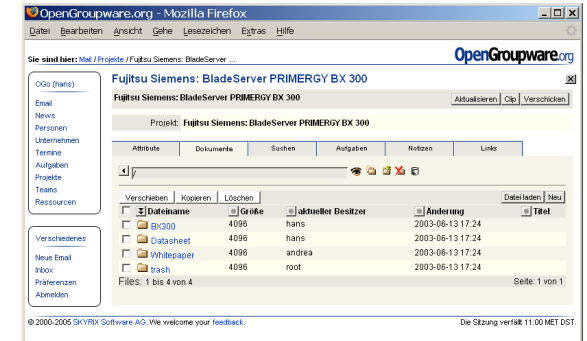 OpenGroupware.org - Mozilla Firefox
Datei Bearbeiten Ansicht Gehe Lesezeichen Extras Hilfe
Sie sind hier: Mail / Projekte / Fujitsu Siemens: BladeServer ...
OpenGroupware.org
OGo (hans)
Email
News
Personen
Unternehmen
Termine
Aufgaben
Projekte
Teams
Ressourcen
Verschiedenes
Neue Email
Inbox
Präferenzen
Abmelden
Fujitsu Siemens: BladeServer PRIMERGY BX 300
Fujitsu Siemens: BladeServer PRIMERGY BX 300
Aktualisieren Clip Verschicken
Projekt: Fujitsu Siemens: BladeServer PRIMERGY BX 300
Attribute Dokumente Suchen Aufgaben Notizen Links
/
Verschieben Kopieren Löschen Datei laden Neu
Dateiname Größe aktueller Besitzer Änderung Titel
BX300 4096 hans 2003-06-13 17:24
Datasheet 4096 hans 2003-06-13 17:24
Whitepaper 4096 andrea 2003-06-13 17:24
trash 4096 root 2003-06-13 17:24
Files: 1 bis 4 von 4 Seite: 1 von 1
© 2000-2005 SKYRIX Software AG. We welcome your feedback. Die Sitzung verfällt 11:00 MET DST.